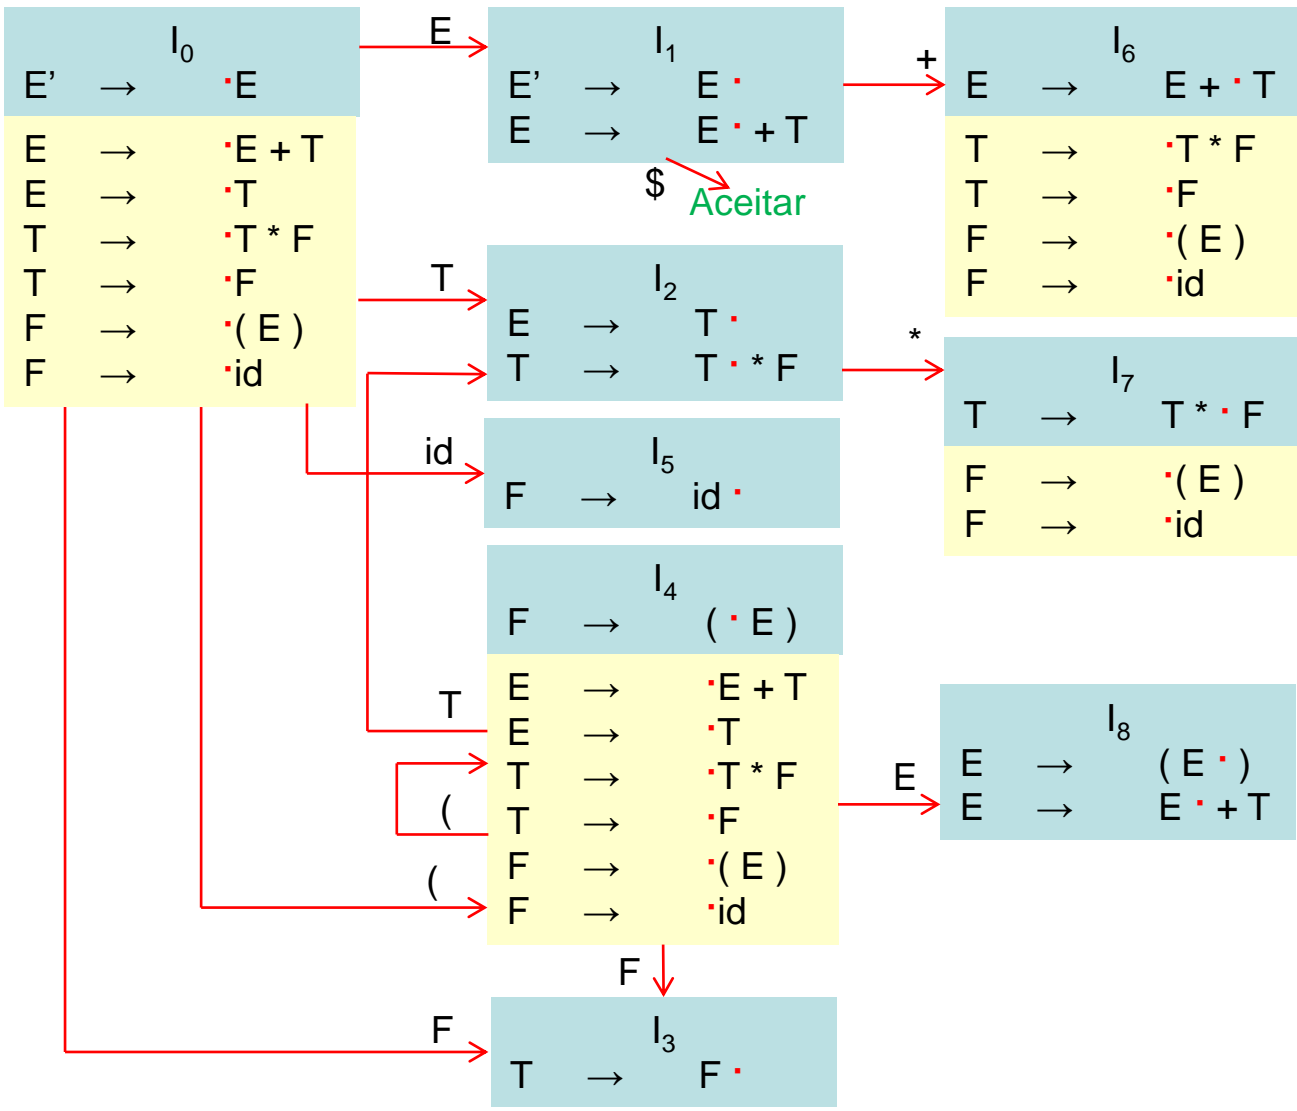 I0
E’ → ·E
E → ·E + T
E → ·T
T → ·T * F
T → ·F
F → ·( E )
F → ·id
E
I1
E’ → E ·
E → E · + T
$
Aceitar
+
I6
E → E + · T
T → ·T * F
T → ·F
F → ·( E )
F → ·id
T
I2
E → T ·
T → T · * F
*
I7
T → T * · F
F → ·( E )
F → ·id
id
I5
F → id ·
I4
F → ( · E )
E → ·E + T
E → ·T
T → ·T * F
T → ·F
F → ·( E )
F → ·id
T
(
(
E
I8
E → ( E · )
E → E · + T
F
F
I3
T → F ·